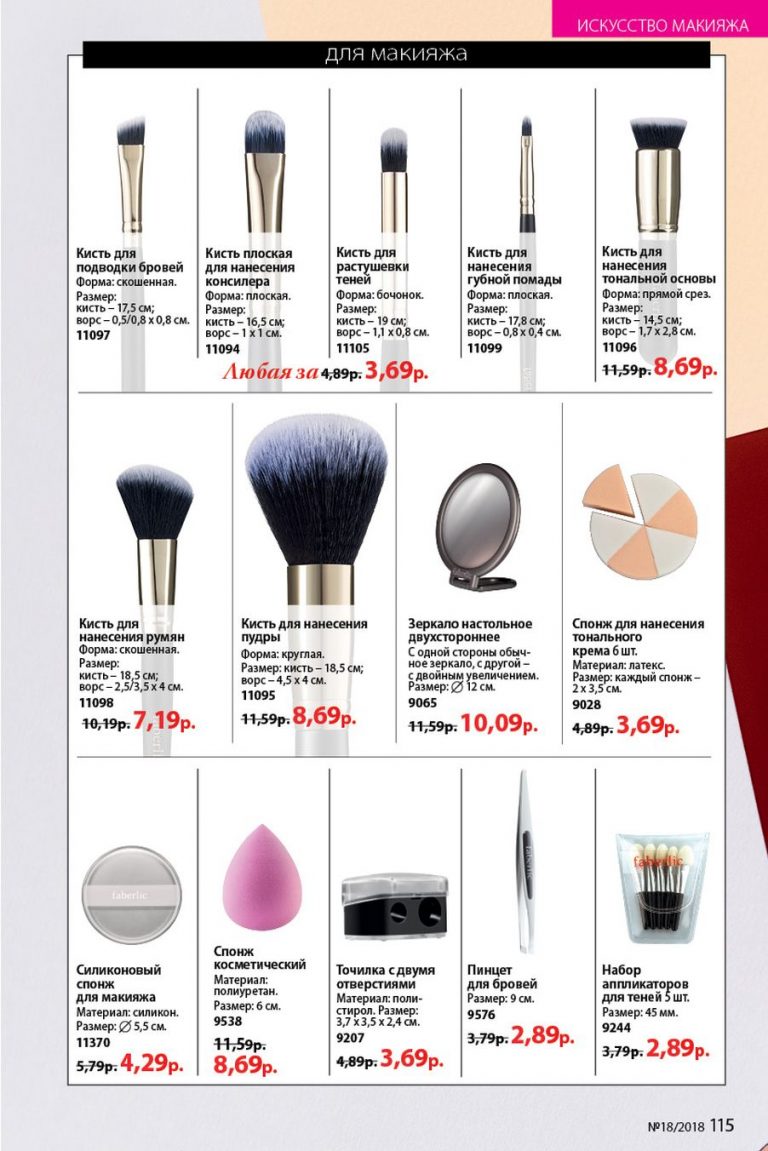 ИСКУССТВО МАКИЯЖА
для макияжа
Кисть для
подводки бровей
Форма: скошенная.
Размер:
кисть – 17,5 см;
ворс – 0,5/0,8 x 0,8 см.
11097
Кисть плоская
для нанесения
консилера
Форма: плоская.
Размер:
кисть – 16,5 см;
ворс – 1 x 1 см.
11094
Кисть для
растушевки
теней
Форма: бочонок.
Размер:
кисть – 19 см;
ворс – 1,1 x 0,8 см.
11105
Кисть для
нанесения
губной помады
Форма: плоская.
Размер:
кисть – 17,8 см;
ворс – 0,8 x 0,4 см.
11099
Любая за 4,89р. 3,69р.
Кисть для
нанесения
тональной основы
Форма: прямой срез.
Размер:
кисть – 14,5 см;
ворс – 1,7 x 2,8 см.
11096
11,59р. 8,69р.
Кисть для
нанесения румян
Форма: скошенная.
Размер:
кисть – 18,5 см;
ворс – 2,5/3,5 x 4 см.
11098
10,19р. 7,19р.
Кисть для нанесения
пудры
Форма: круглая.
Размер: кисть – 18,5 см;
ворс – 4,5 x 4 см.
11095
11,59р. 8,69р.
Зеркало настольное
двухстороннее
С одной стороны обыч-
ное зеркало, с другой –
с двойным увеличением.
Размер: ∅ 12 см.
9065
11,59р. 10,09р.
Спонж для нанесения
тонального
крема 6 шт.
Материал: латекс.
Размер: каждый спонж –
2 x 3,5 см.
9028
4,89р. 3,69р.
faberlic
Силиконовый
спонж
для макияжа
Материал: силикон.
Размер: ∅ 5,5 см.
11370
5,79р. 4,29р.
Спонж
косметический
Материал:
полиуретан.
Размер: 6 см.
9538
11,59р.
8,69р.
Точилка с двумя
отверстиями
Материал: поли-
стирол. Размер:
3,7 x 3,5 x 2,4 см.
9207
4,89р. 3,69р.
faberlic
Пинцет
для бровей
Размер: 9 см.
9576
3,79р. 2,89р.
faberlic
Набор
аппликаторов
для теней 5 шт.
Размер: 45 мм.
9244
3,79р. 2,89р.
№18/2018 115